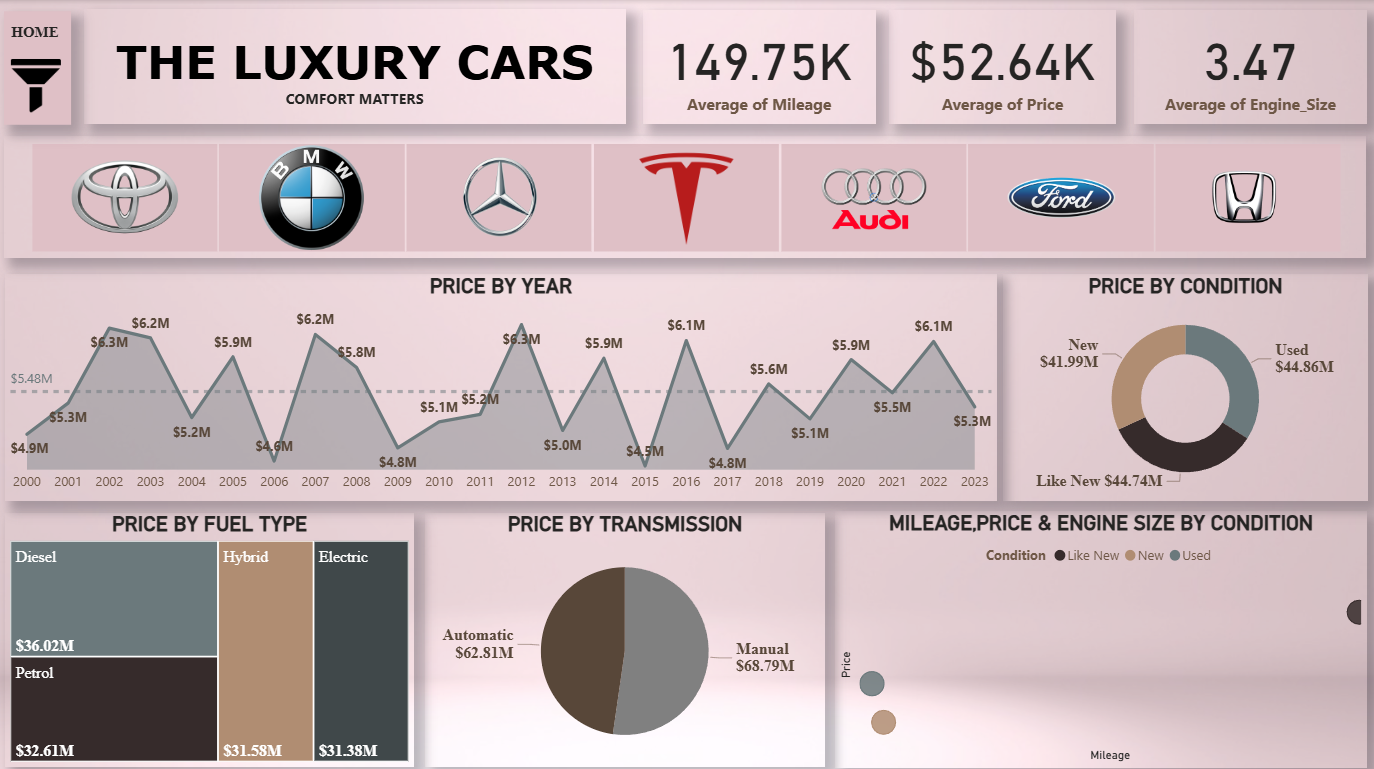 HOME
THE LUXURY CARS
COMFORT MATTERS
149.75K
Average of Mileage
$52.64K
Average of Price
3.47
Average of Engine_Size
B M W
Audi
Ford
PRICE BY YEAR
$4.9M
$5.3M
$6.3M
$6.2M
$5.2M
$5.9M
$4.6M
$6.2M
$5.8M
$4.8M
$5.1M
$5.2M
$6.3M
$5.0M
$5.9M
$4.5M
$6.1M
$4.8M
$5.6M
$5.1M
$5.9M
$5.5M
$6.1M
$5.3M
$5.48M
2000 2001 2002 2003 2004 2005 2006 2007 2008 2009 2010 2011 2012 2013 2014 2015 2016 2017 2018 2019 2020 2021 2022 2023
PRICE BY CONDITION
New
$41.99M
Used
$44.86M
Like New $44.74M
PRICE BY FUEL TYPE
Diesel
$36.02M
Petrol
$32.61M
Hybrid
$31.58M
Electric
$31.38M
PRICE BY TRANSMISSION
Automatic
$62.81M
Manual
$68.79M
MILEAGE,PRICE & ENGINE SIZE BY CONDITION
Condition Like New New Used
Price
Mileage